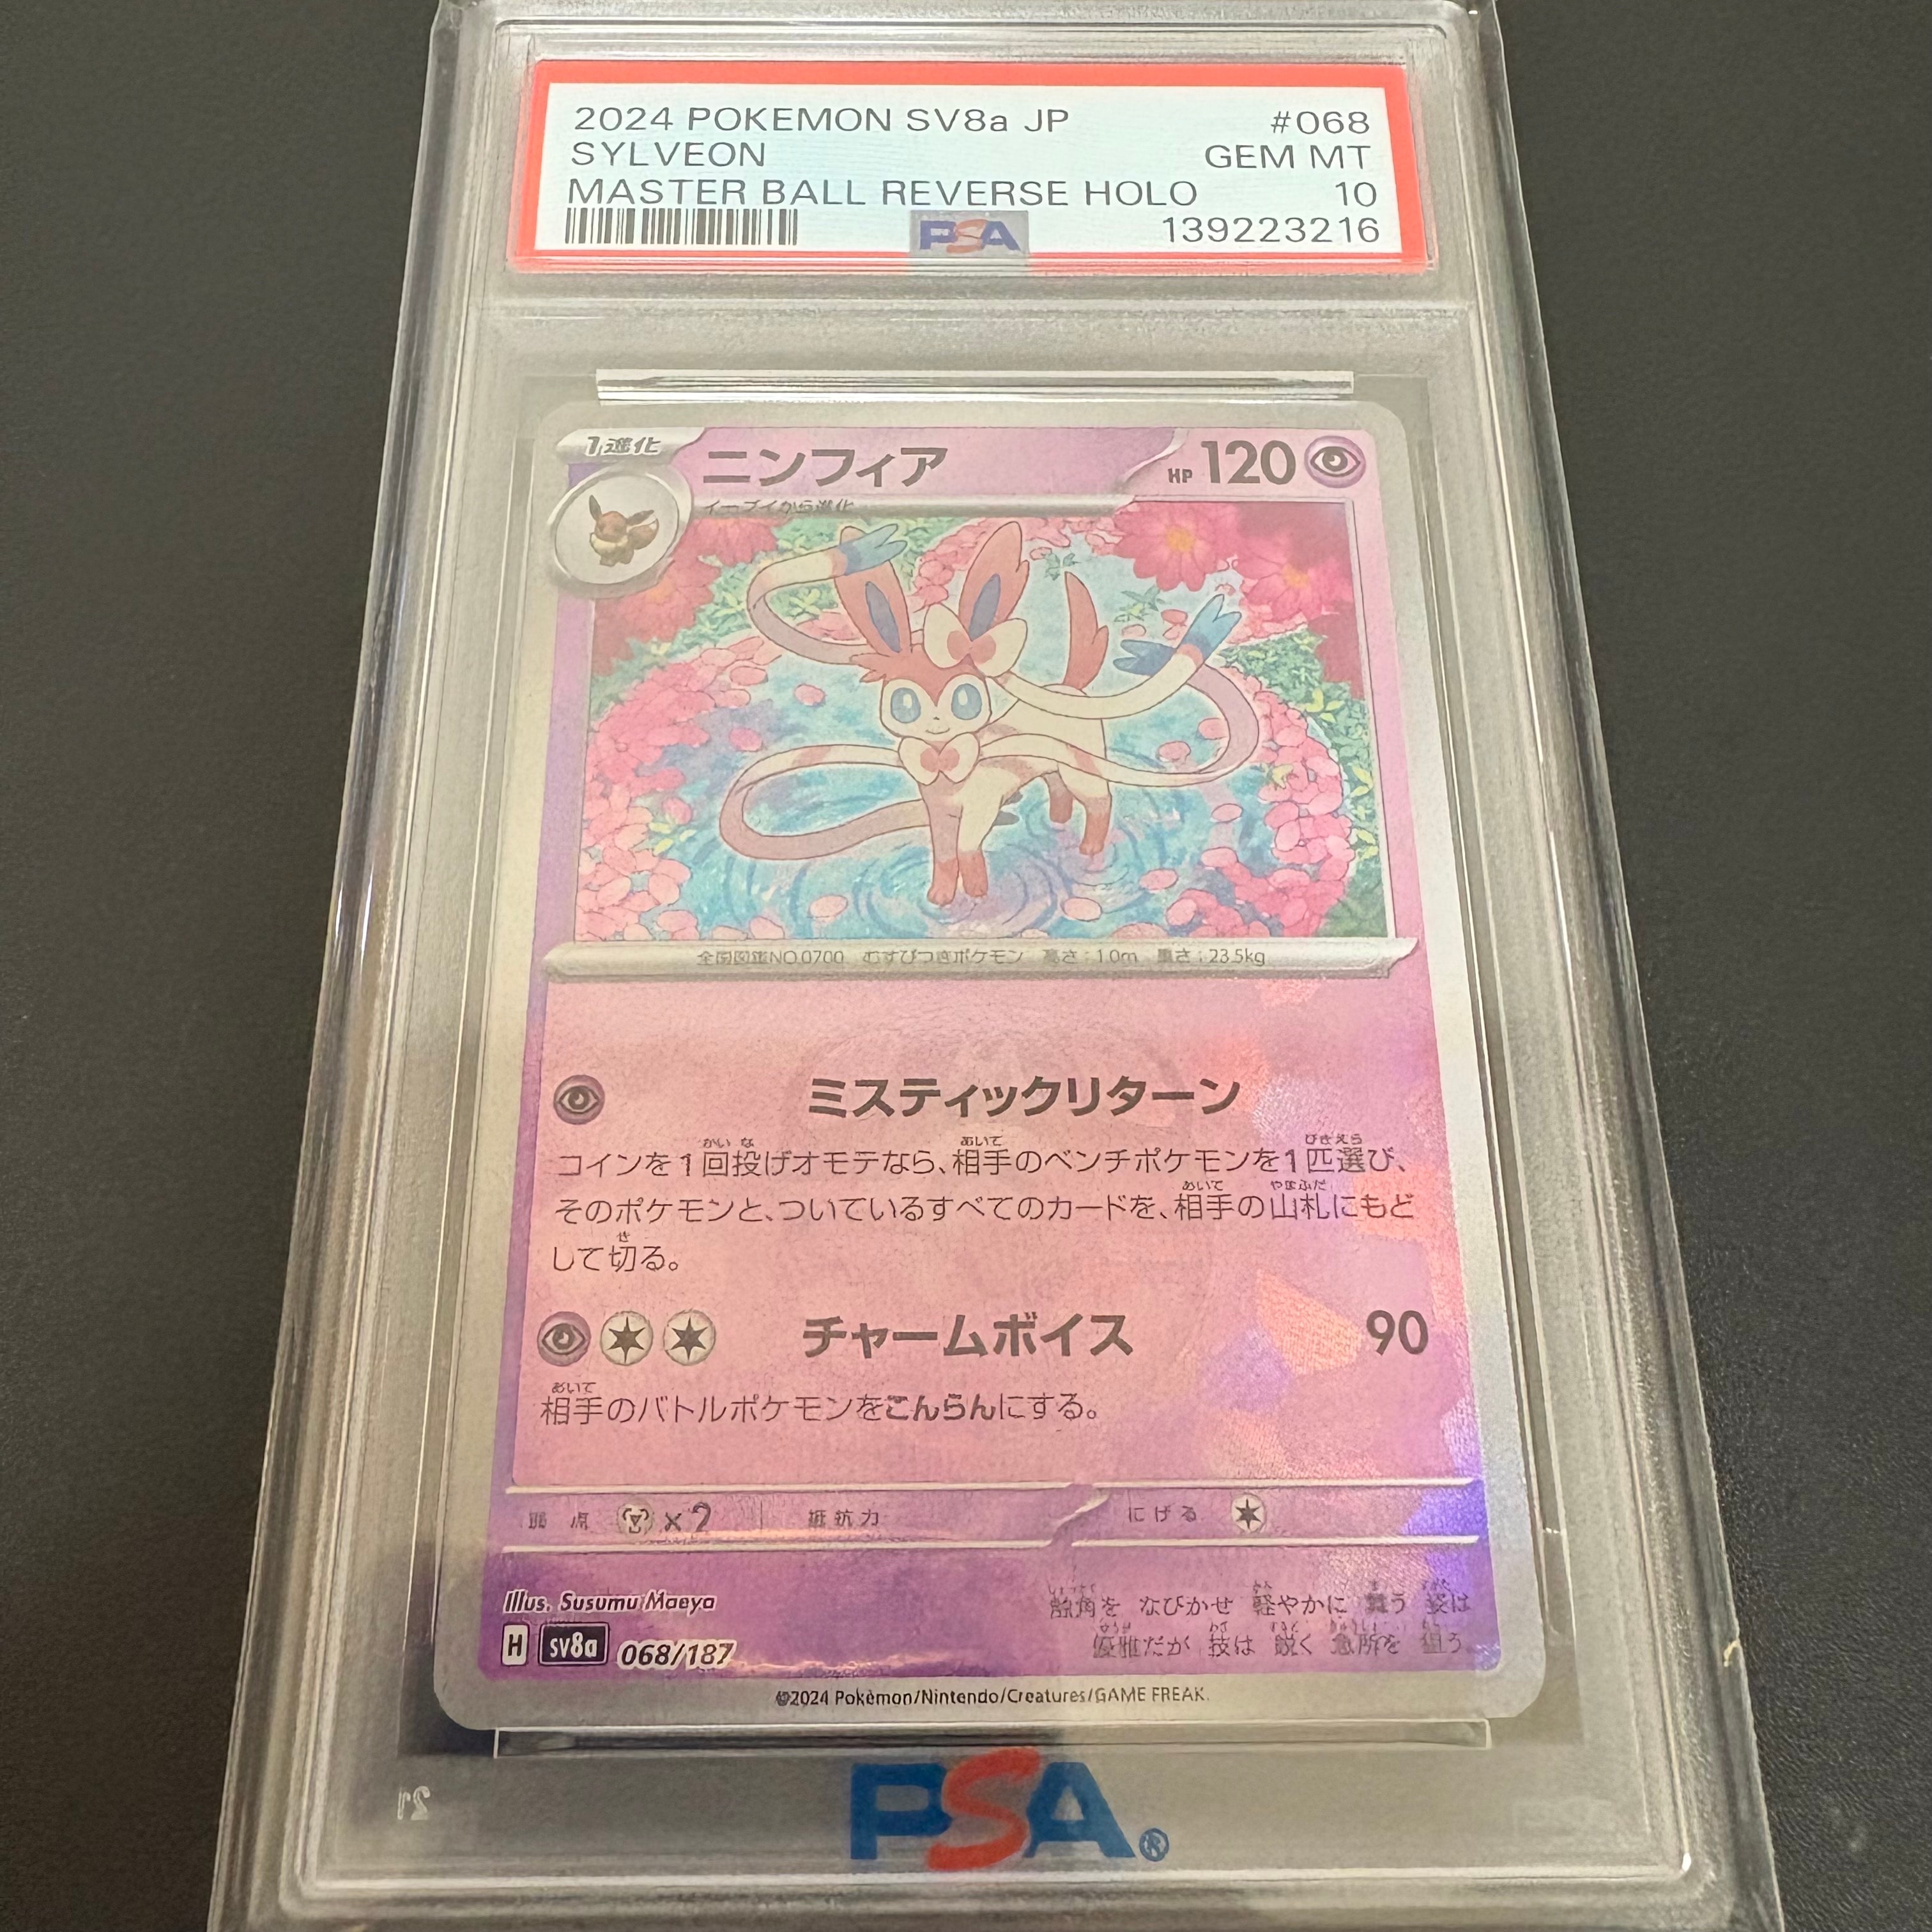 2024 POKEMON SV8a JP #068
SYLVEON GEM MT
MASTER BALL REVERSE HOLO 10
PSA 139223216
1進化 ニンフィア HP 120
イーブイから進化
全国図鑑NO.0700 むすびつきポケモン 高さ:1.0m 重さ:23.5kg
ミスティックリターン
コインを1回投げオモテなら、相手のベンチポケモンを1匹選び、
そのポケモンと、ついているすべてのカードを、相手の山札にもど
して切る。
チャームボイス 90
相手のバトルポケモンをこんらんにする。
弱点 ×2 抵抗力 にげる
Illus. Susumu Maeya
触角を なびかせ 軽やかに 舞う 姿は
H sv8a 068/187 優雅だが 技は 鋭く 急所を 狙う
©2024 Pokémon/Nintendo/Creatures/GAME FREAK.
PSA®